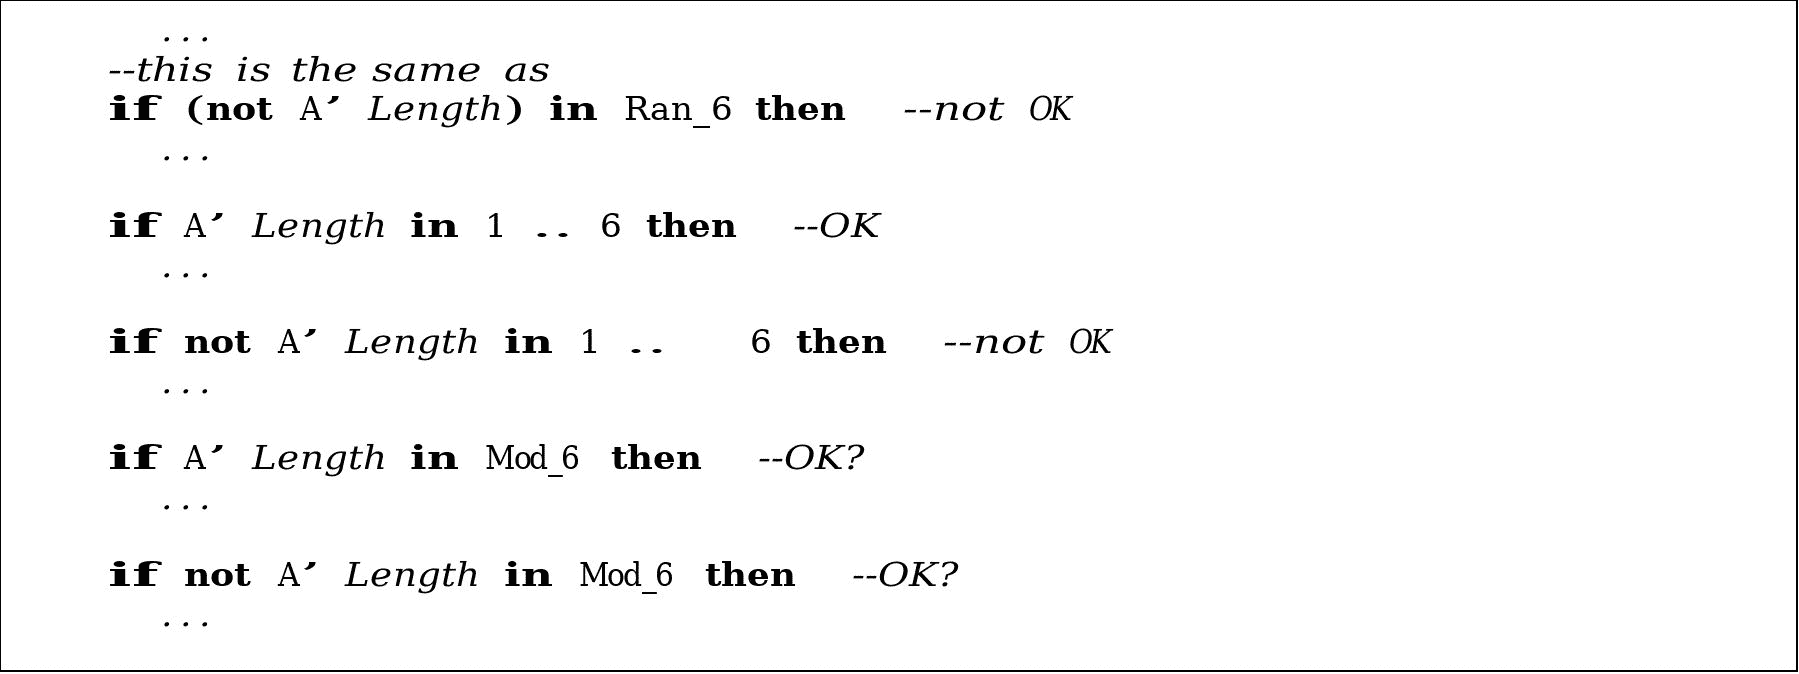 ...
--this is the same as
if (not A' Length) in Ran_6 then --not OK
...
if A' Length in 1 .. 6 then --OK
...
if not A' Length in 1 .. 6 then --not OK
...
if A' Length in Mod_6 then --OK?
...
if not A' Length in Mod_6 then --OK?
...